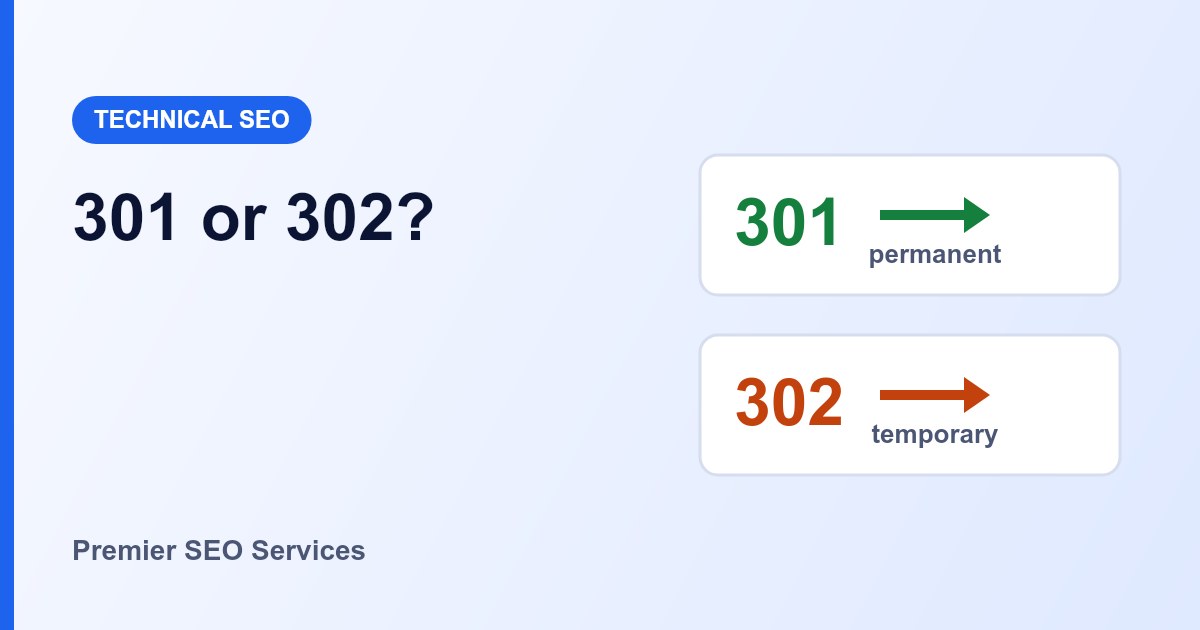 TECHNICAL SEO
301 or 302?
301
permanent
302
temporary
Premier SEO Services